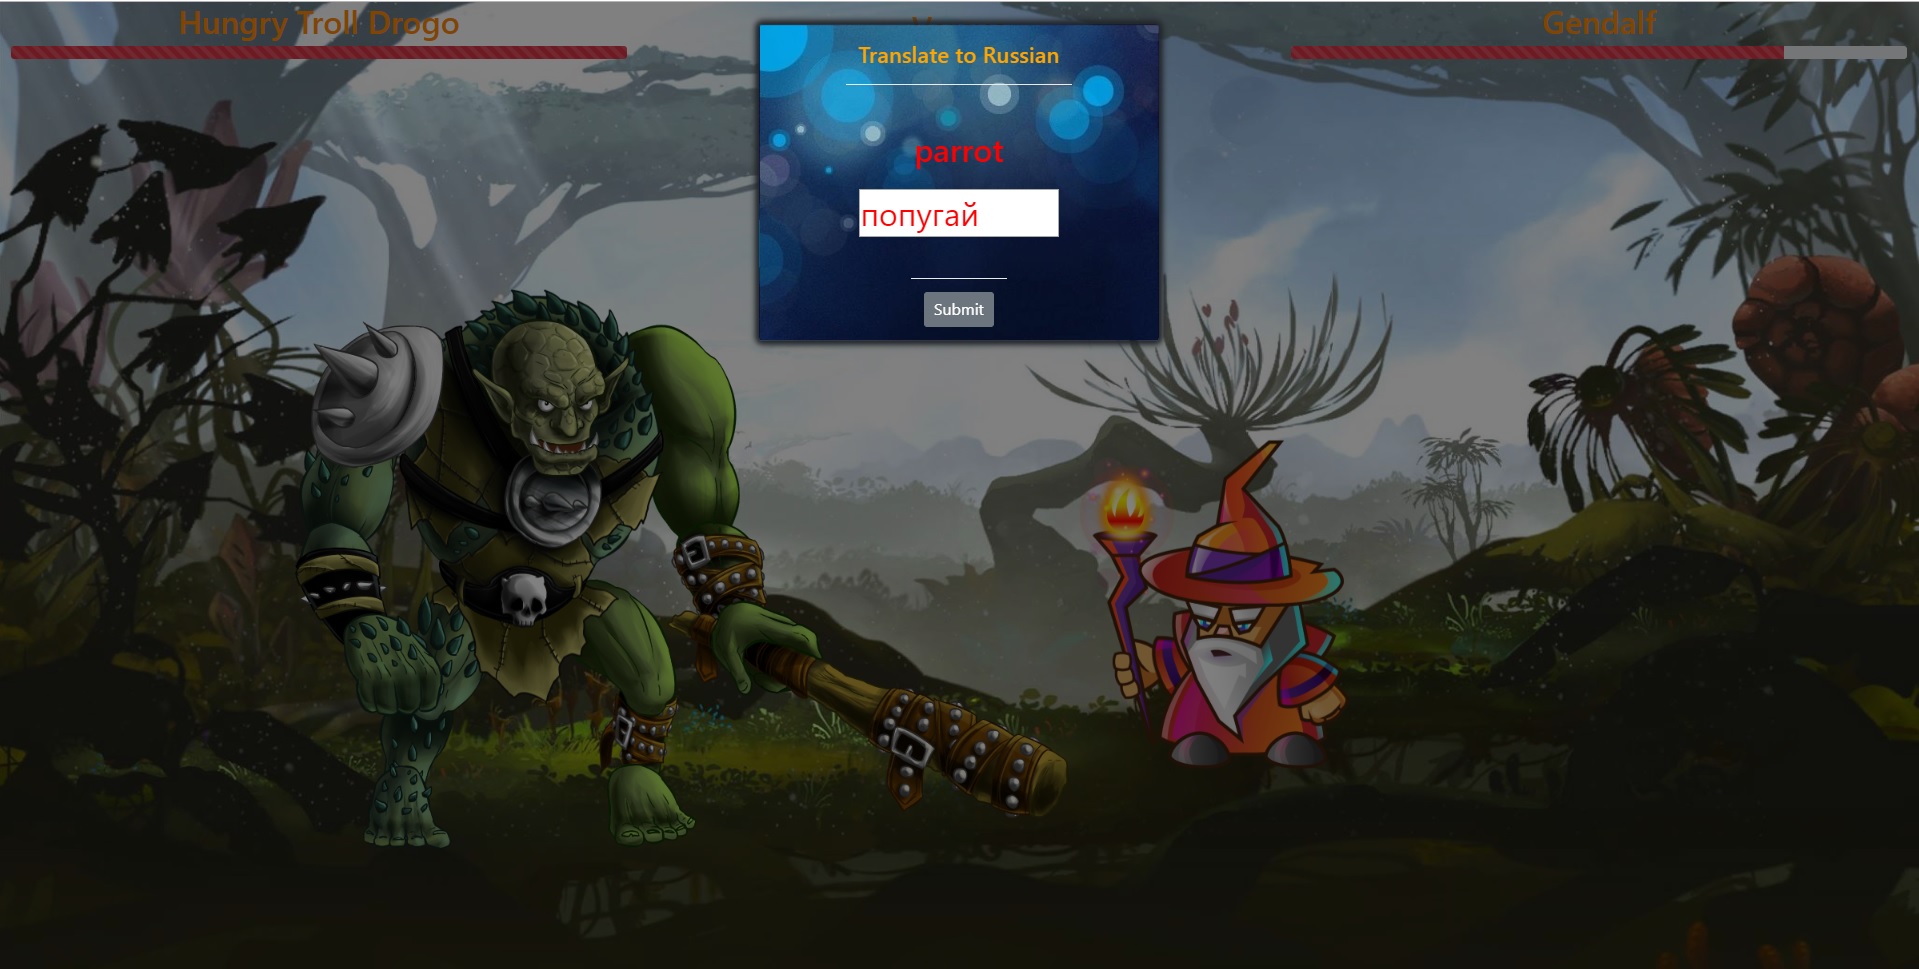 Hungry Troll Drogo
Gendalf
Translate to Russian
parrot
попугай
Submit